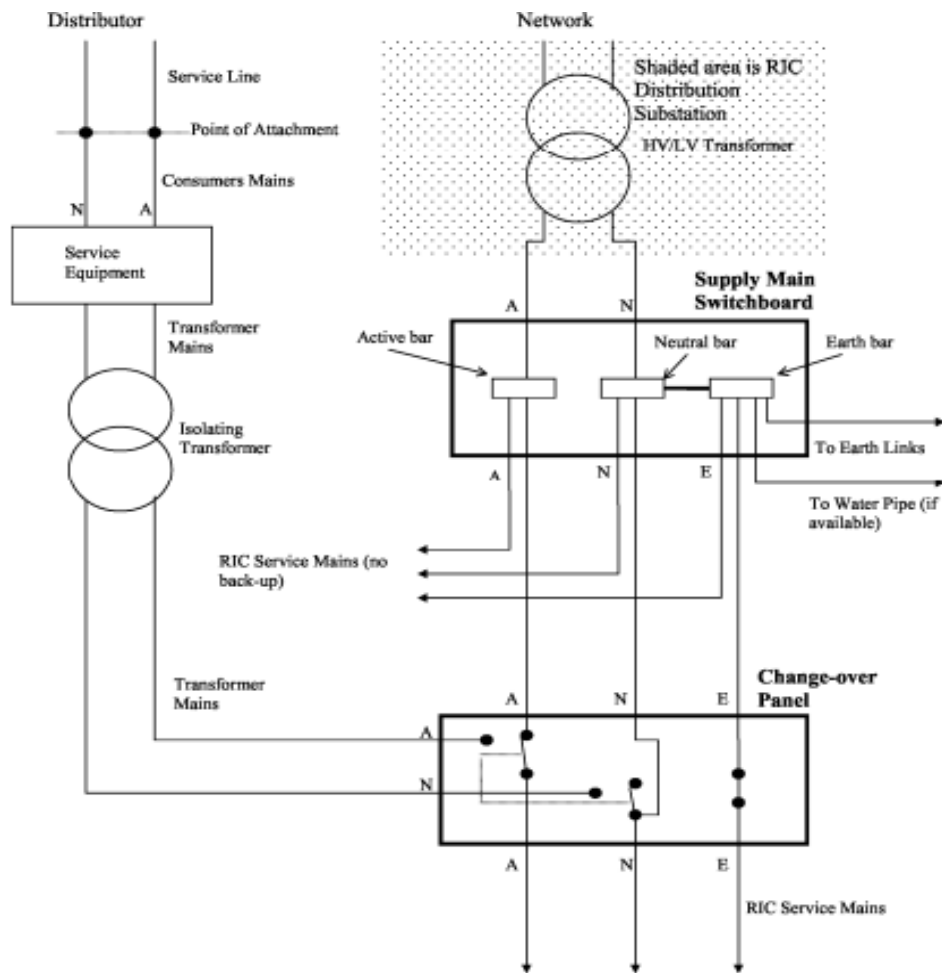 Distributor
Network
Service Line
Shaded area is RIC
Distribution
Substation
Point of Attachment
HV/LV Transformer
Consumers Mains
N
A
Service
Equipment
Supply Main
Switchboard
A
N
Transformer
Mains
Active bar
Neutral bar
Earth bar
Isolating
Transformer
To Earth Links
A
N
E
To Water Pipe (if
available)
RIC Service Mains (no
back-up)
Transformer
Mains
Change-over
Panel
A
N
E
A
N
A
N
E
RIC Service Mains